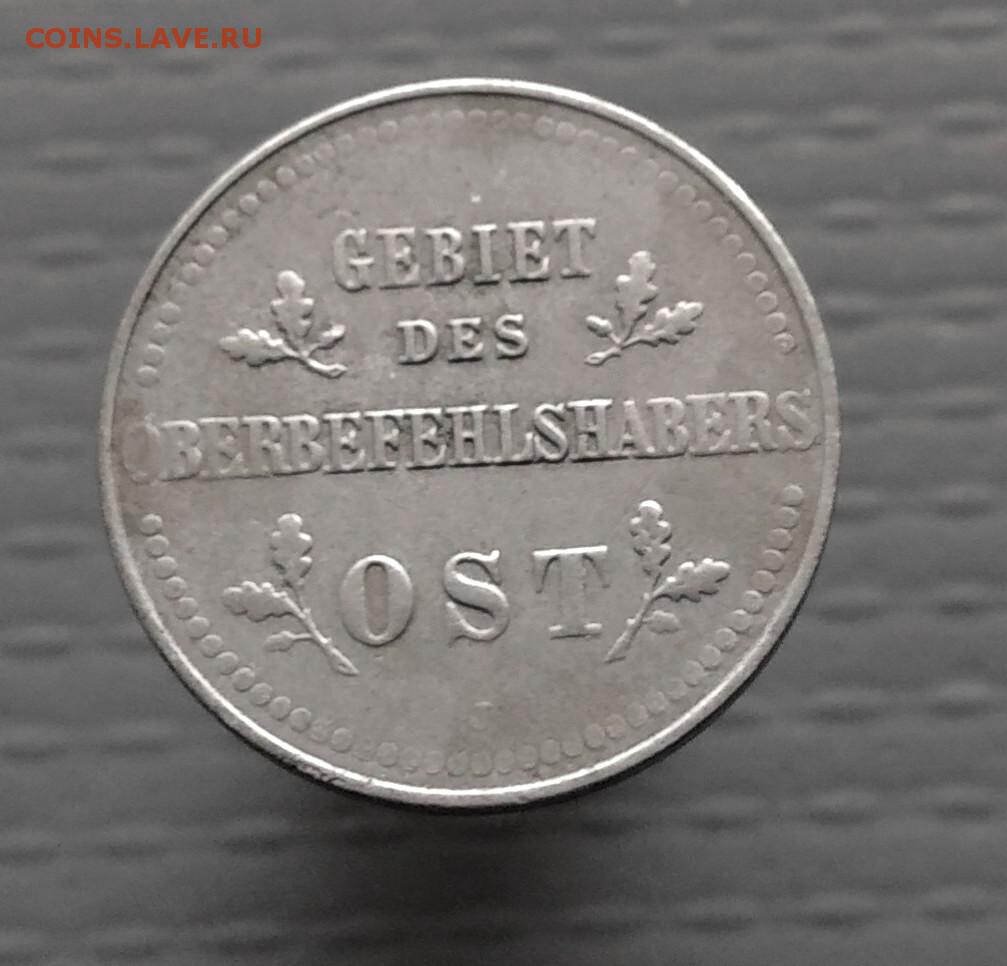 COINS.LAVE.RU
GEBIET
DES
OBERBEFEHLSHABERS
OST